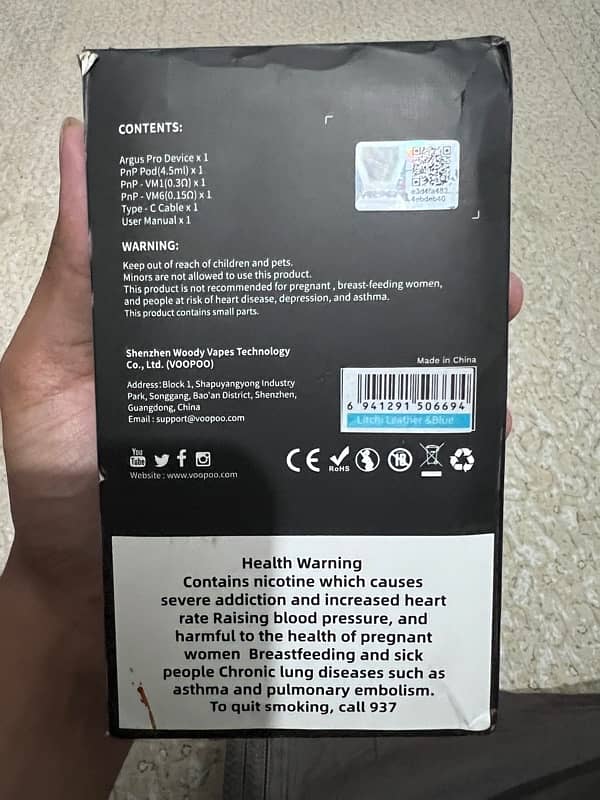 CONTENTS:
Argus Pro Device x 1
PnP Pod(4.5ml) x 1
PnP - VM1(0.3Ω) x 1
PnP - VM6(0.15Ω) x 1
Type - C Cable x 1
User Manual x 1
e3d4fa483
4ebdeb40
WARNING:
Keep out of reach of children and pets.
Minors are not allowed to use this product.
This product is not recommended for pregnant , breast-feeding women,
and people at risk of heart disease, depression, and asthma.
This product contains small parts.
Shenzhen Woody Vapes Technology
Co., Ltd. (VOOPOO)
Address: Block 1, Shapuyangyong Industry
Park, Songgang, Bao'an District, Shenzhen,
Guangdong, China
Email : support@voopoo.com
Made in China
6 941291 506694
Litchi Leather &Blue
You
Tube
Website : www.voopoo.com
CE
RoHS
18
Health Warning
Contains nicotine which causes
severe addiction and increased heart
rate Raising blood pressure, and
harmful to the health of pregnant
women Breastfeeding and sick
people Chronic lung diseases such as
asthma and pulmonary embolism.
To quit smoking, call 937